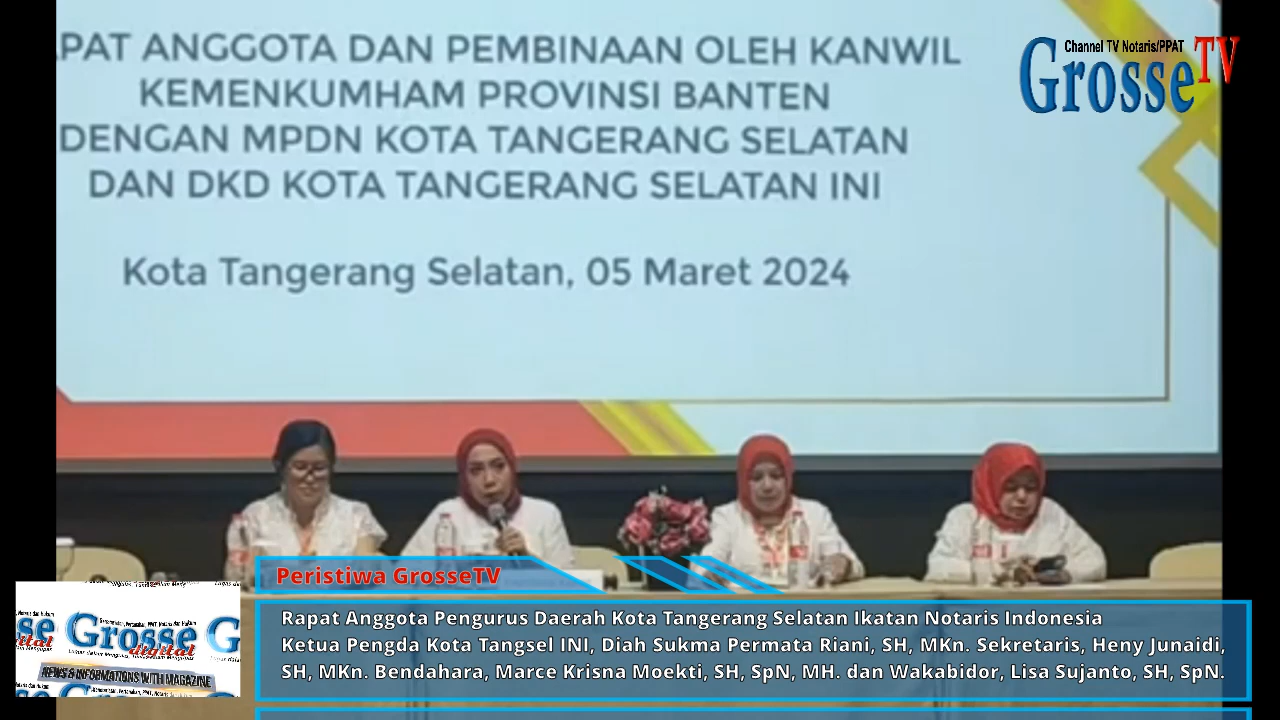 PAT ANGGOTA DAN PEMBINAAN OLEH KANWIL
KEMENKUMHAM PROVINSI BANTEN
DENGAN MPDN KOTA TANGERANG SELATAN
DAN DKD KOTA TANGERANG SELATAN INI
Kota Tangerang Selatan, 05 Maret 2024
Channel TV Notaris/PPAT
GrosseTV
Peristiwa GrosseTV
Rapat Anggota Pengurus Daerah Kota Tangerang Selatan Ikatan Notaris Indonesia
Ketua Pengda Kota Tangsel INI, Diah Sukma Permata Riani, SH, MKn. Sekretaris, Heny Junaidi,
SH, MKn. Bendahara, Marce Krisna Moekti, SH, SpN, MH. dan Wakabidor, Lisa Sujanto, SH, SpN.
Grosse
digital
NEWS & INFORMATIONS WITH MAGAZINE